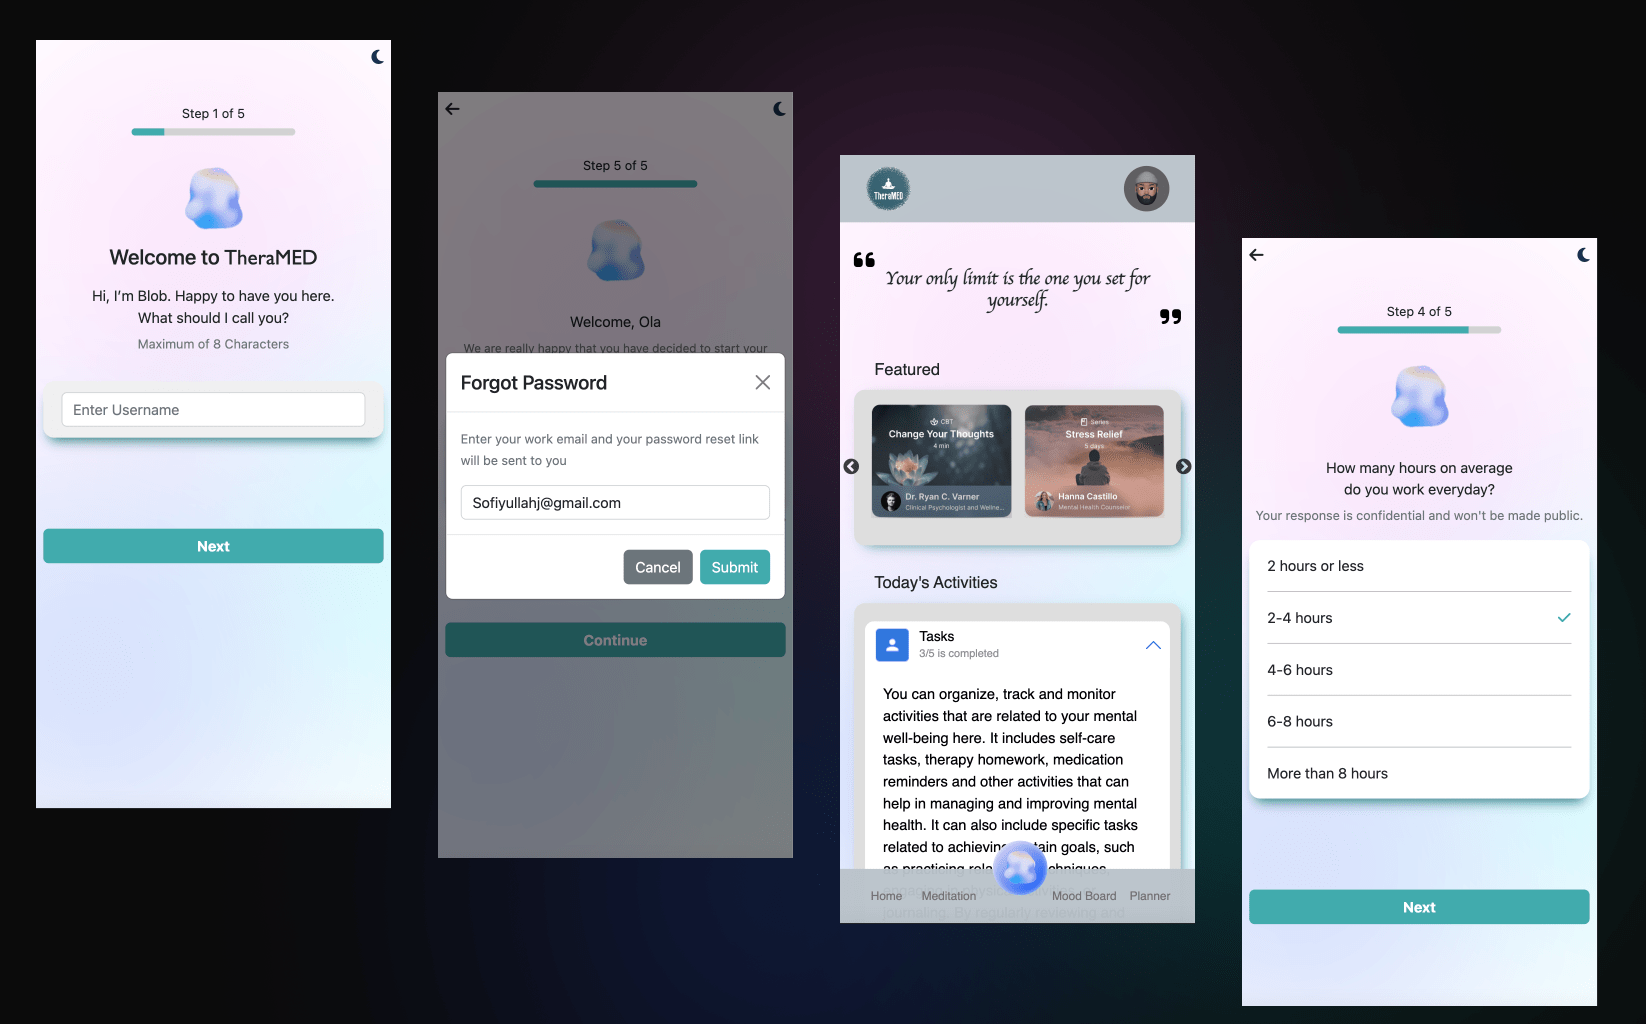 Step 1 of 5
Welcome to TheraMED
Hi, I'm Blob. Happy to have you here.
What should I call you?
Maximum of 8 Characters
Enter Username
Next
Step 5 of 5
Welcome, Ola
We are really happy that you have decided to start your
Forgot Password
Enter your work email and your password reset link
will be sent to you
Sofiyullahj@gmail.com
Cancel
Submit
Continue
TheraMED
Your only limit is the one you set for
yourself.
Featured
CBT
Change Your Thoughts
4 min
Dr. Ryan C. Varner
Clinical Psychologist and Wellne...
Series
Stress Relief
5 days
Hanna Castillo
Mental Health Counselor
Today's Activities
Tasks
3/5 is completed
You can organize, track and monitor
activities that are related to your mental
well-being here. It includes self-care
tasks, therapy homework, medication
reminders and other activities that can
help in managing and improving mental
health. It can also include specific tasks
related to achieving goals, such
as practising
journaling. By regularly reviewing and
Home
Meditation
Mood Board
Planner
Step 4 of 5
How many hours on average
do you work everyday?
Your response is confidential and won't be made public.
2 hours or less
2-4 hours
4-6 hours
6-8 hours
More than 8 hours
Next